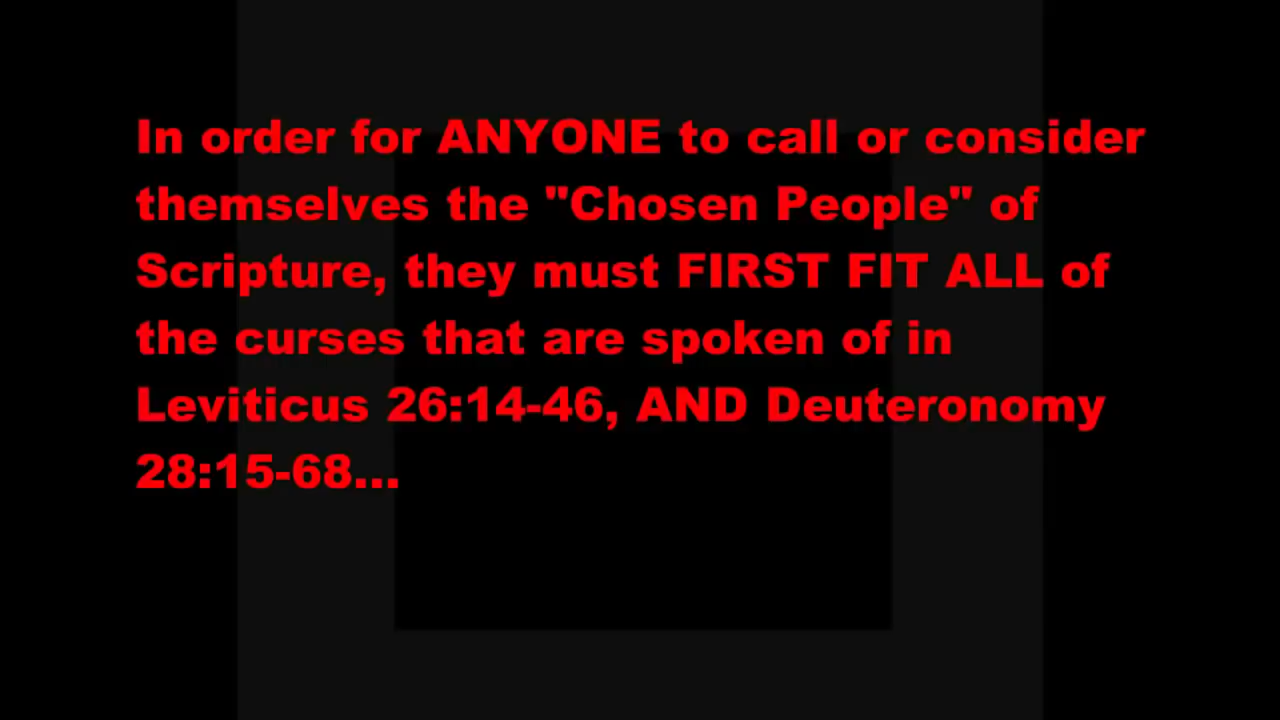 In order for ANYONE to call or consider
themselves the "Chosen People" of
Scripture, they must FIRST FIT ALL of
the curses that are spoken of in
Leviticus 26:14-46, AND Deuteronomy
28:15-68...